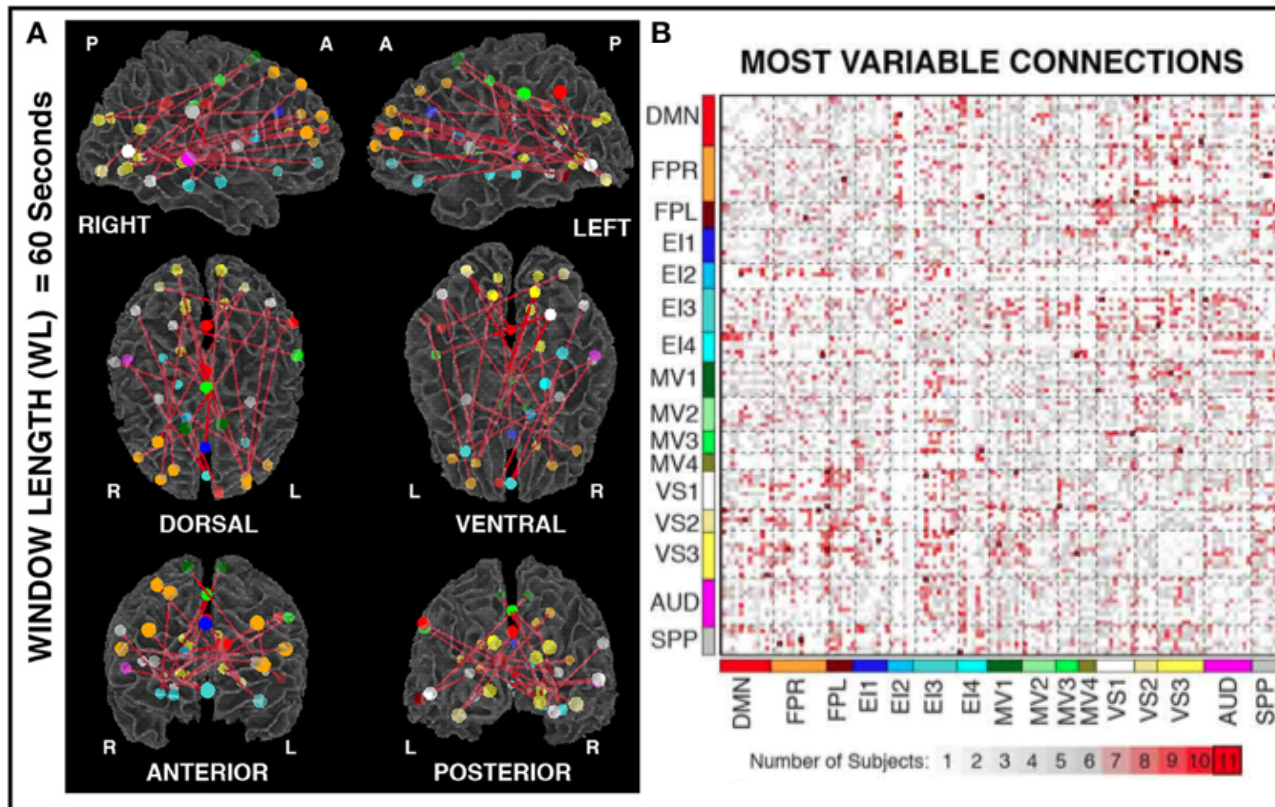 A
B
WINDOW LENGTH (WL) = 60 Seconds
P A A P
RIGHT LEFT
R L L R
DORSAL VENTRAL
R L L R
ANTERIOR POSTERIOR
MOST VARIABLE CONNECTIONS
DMN
FPR
FPL
EI1
EI2
EI3
EI4
MV1
MV2
MV3
MV4
VS1
VS2
VS3
AUD
SPP
DMN FPR FPL EI1 EI2 EI3 EI4 MV1 MV2 MV3 MV4 VS1 VS2 VS3 AUD SPP
Number of Subjects: 1 2 3 4 5 6 7 8 9 10 11